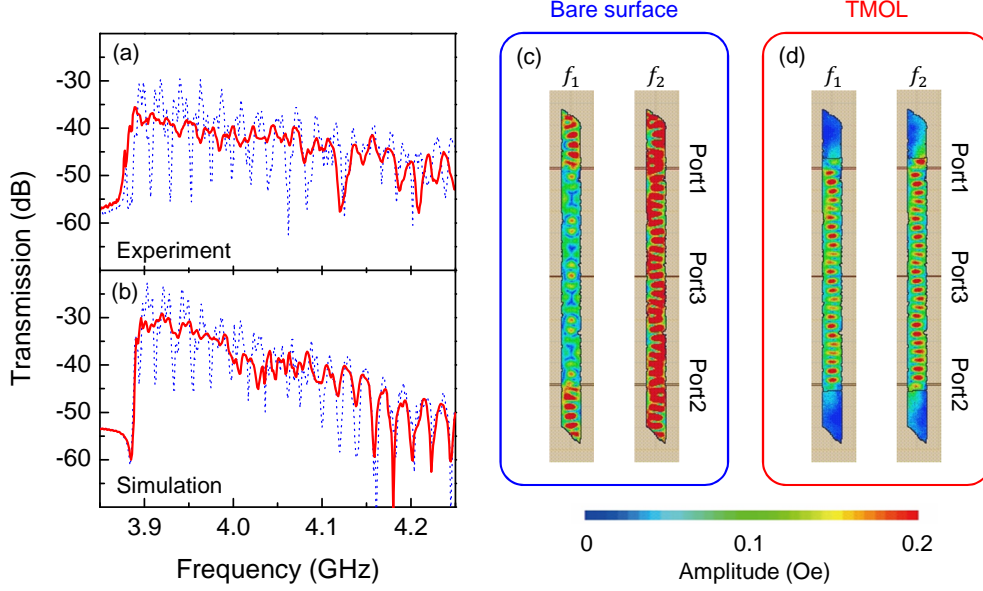 Bare surface
TMOL
(a)
Experiment
-30
-40
-50
-60
(b)
Simulation
-30
-40
-50
-60
Transmission (dB)
3.9
4.0
4.1
4.2
Frequency (GHz)
(c)
f₁
f₂
Port1
Port3
Port2
(d)
f₁
f₂
Port1
Port3
Port2
0
0.1
0.2
Amplitude (Oe)